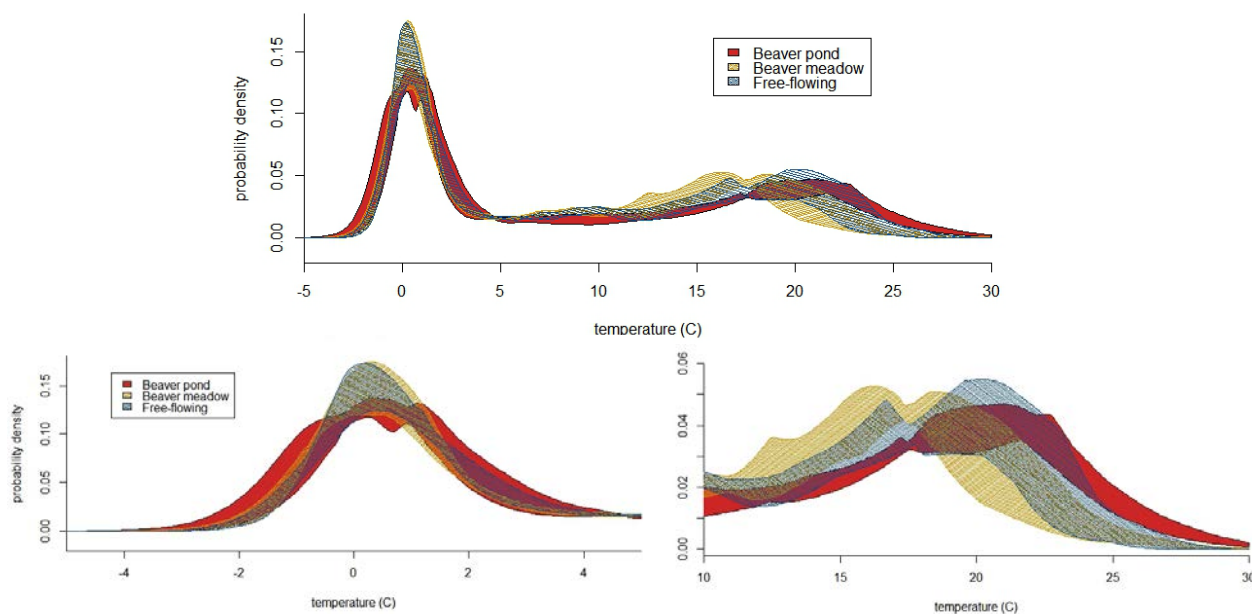 0.15
0.10
0.05
0.00
probability density
Beaver pond
Beaver meadow
Free-flowing
-5 0 5 10 15 20 25 30
temperature (C)
0.15
0.10
0.05
0.00
probability density
Beaver pond
Beaver meadow
Free-flowing
-4 -2 0 2 4
temperature (C)
0.06
0.04
0.02
0.00
10 15 20 25 30
temperature (C)